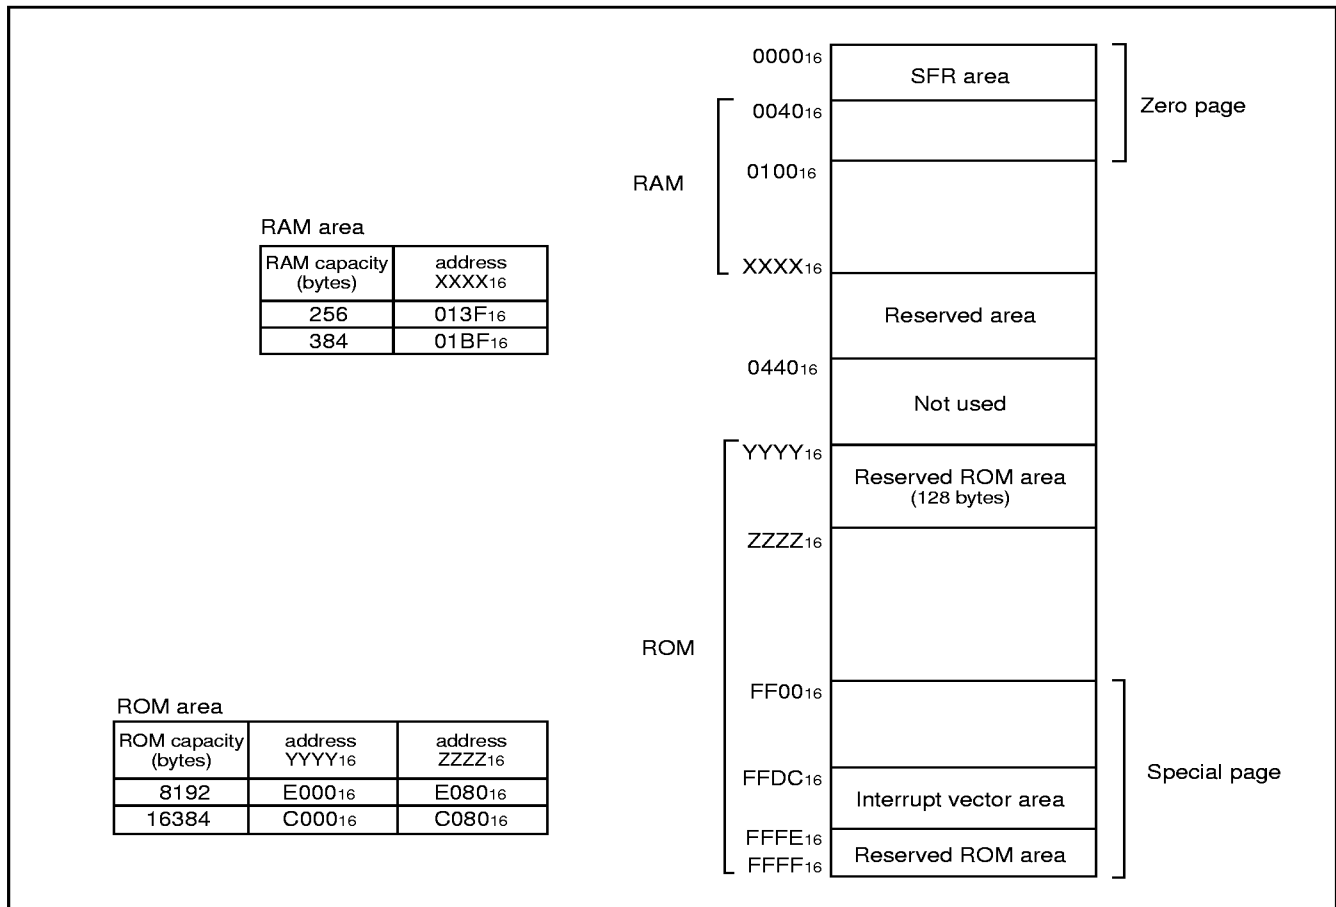 RAM area
RAM capacity (bytes) address XXXX16
256 013F16
384 01BF16
ROM area
ROM capacity (bytes) address YYYY16 address ZZZZ16
8192 E00016 E08016
16384 C00016 C08016
RAM
ROM
000016
SFR area
004016
Zero page
010016
XXXX16
Reserved area
044016
Not used
YYYY16
Reserved ROM area
(128 bytes)
ZZZZ16
FF0016
Special page
FFDC16
Interrupt vector area
FFFE16
Reserved ROM area
FFFF16